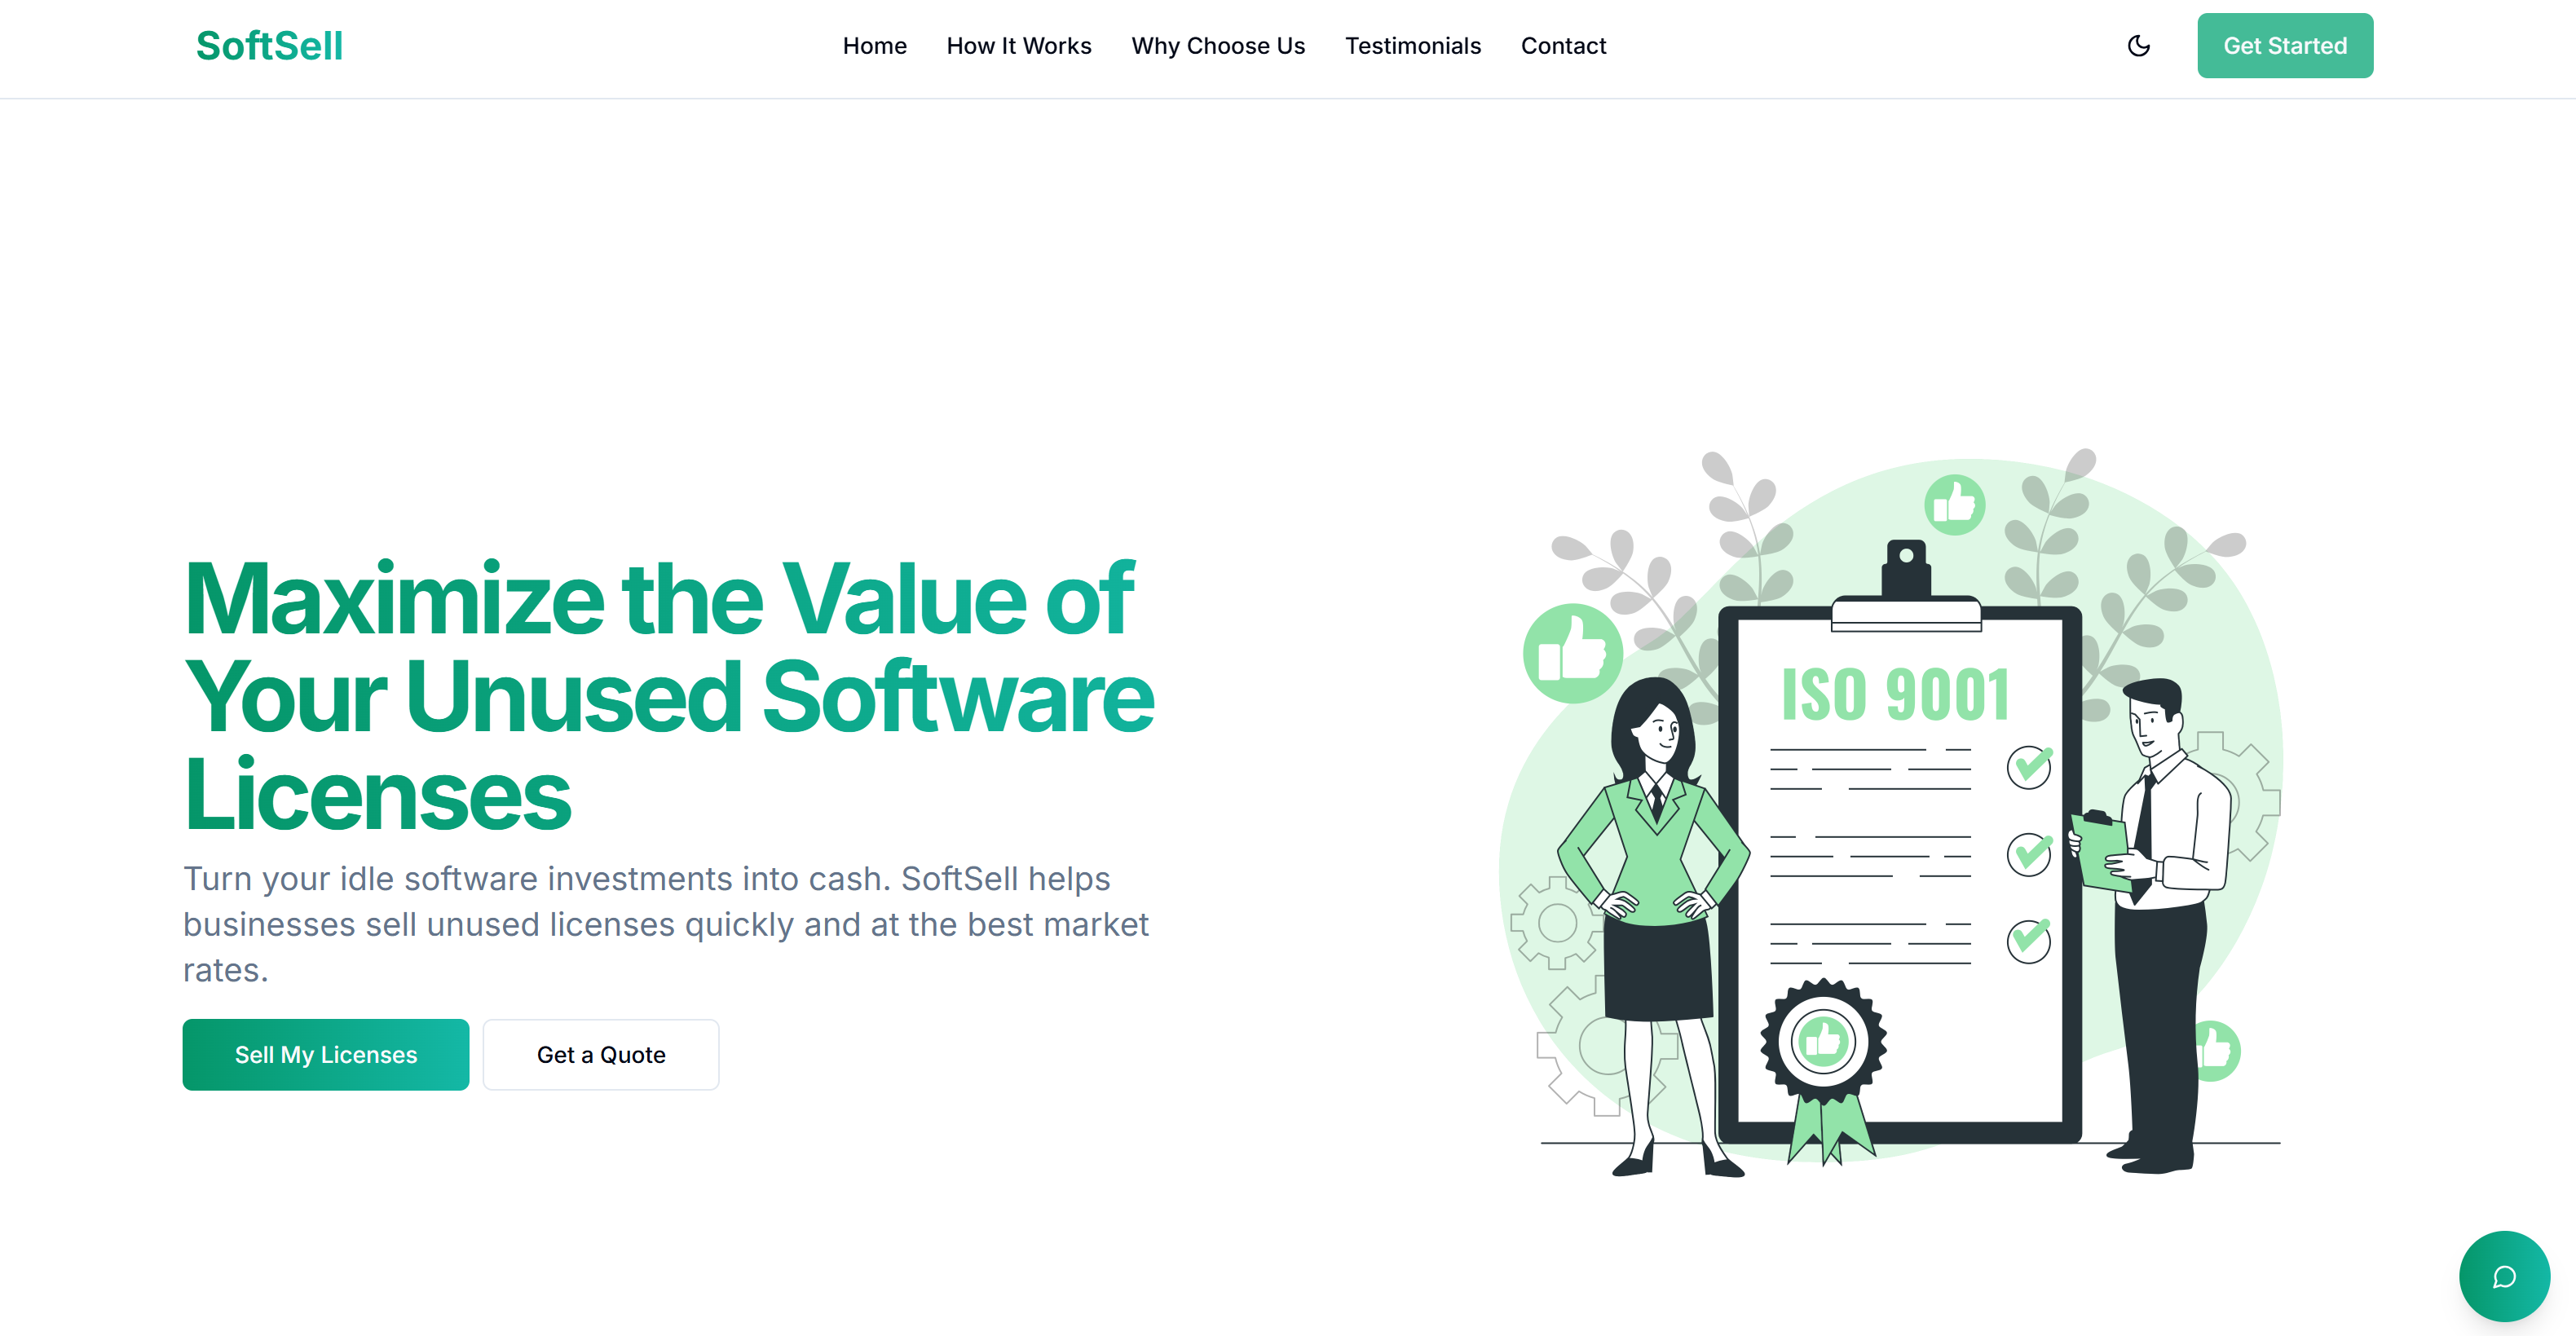 SoftSell
Home
How It Works
Why Choose Us
Testimonials
Contact
Get Started
Maximize the Value of
Your Unused Software
Licenses
Turn your idle software investments into cash. SoftSell helps
businesses sell unused licenses quickly and at the best market
rates.
Sell My Licenses
Get a Quote
ISO 9001